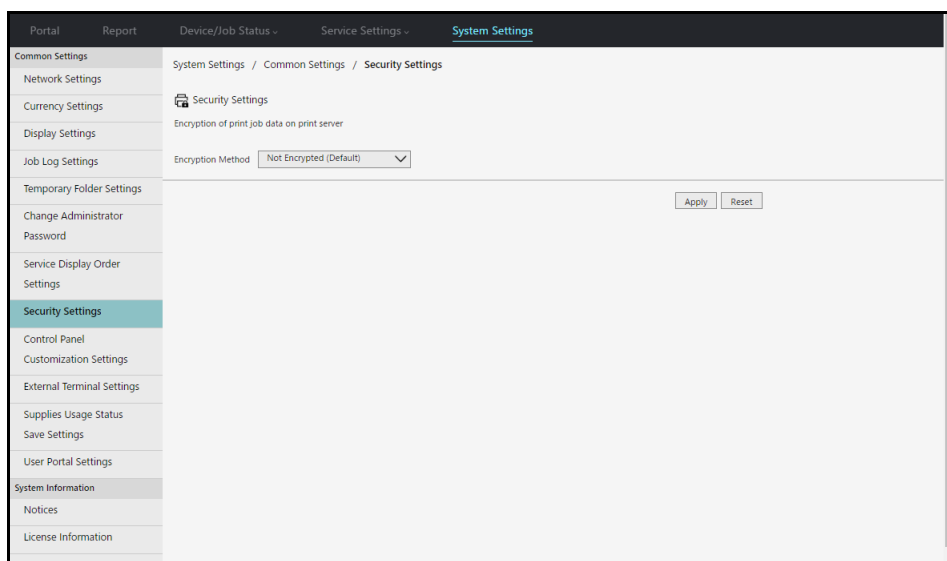 Portal Report Device/Job Status Service Settings System Settings
Common Settings
Network Settings
Currency Settings
Display Settings
Job Log Settings
Temporary Folder Settings
Change Administrator
Password
Service Display Order
Settings
Security Settings
Control Panel
Customization Settings
External Terminal Settings
Supplies Usage Status
Save Settings
User Portal Settings
System Information
Notices
License Information
System Settings / Common Settings / Security Settings
Security Settings
Encryption of print job data on print server
Encryption Method Not Encrypted (Default)
Apply Reset